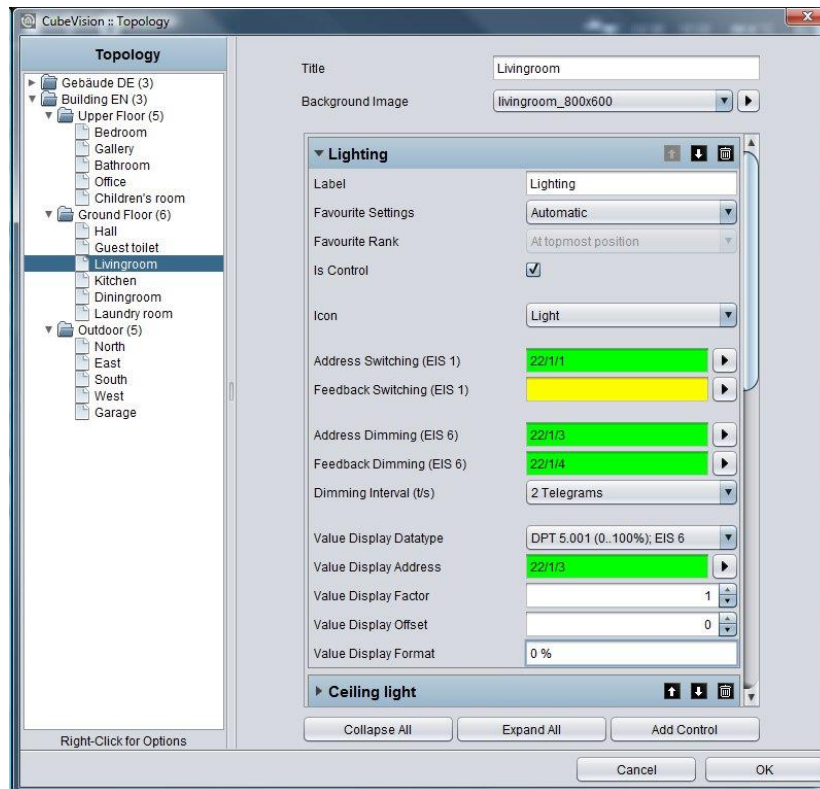 CubeVision :: Topology
Topology
Gebäude DE (3)
Building EN (3)
Upper Floor (5)
Bedroom
Gallery
Bathroom
Office
Children's room
Ground Floor (6)
Hall
Guest toilet
Livingroom
Kitchen
Diningroom
Laundry room
Outdoor (5)
North
East
South
West
Garage
Right-Click for Options
Title Livingroom
Background Image livingroom_800x600
Lighting
Label Lighting
Favourite Settings Automatic
Favourite Rank At topmost position
Is Control
Icon Light
Address Switching (EIS 1) 22/1/1
Feedback Switching (EIS 1)
Address Dimming (EIS 6) 22/1/3
Feedback Dimming (EIS 6) 22/1/4
Dimming Interval (t/s) 2 Telegrams
Value Display Datatype DPT 5.001 (0..100%); EIS 6
Value Display Address 22/1/3
Value Display Factor 1
Value Display Offset 0
Value Display Format 0 %
Ceiling light
Collapse All Expand All Add Control
Cancel OK